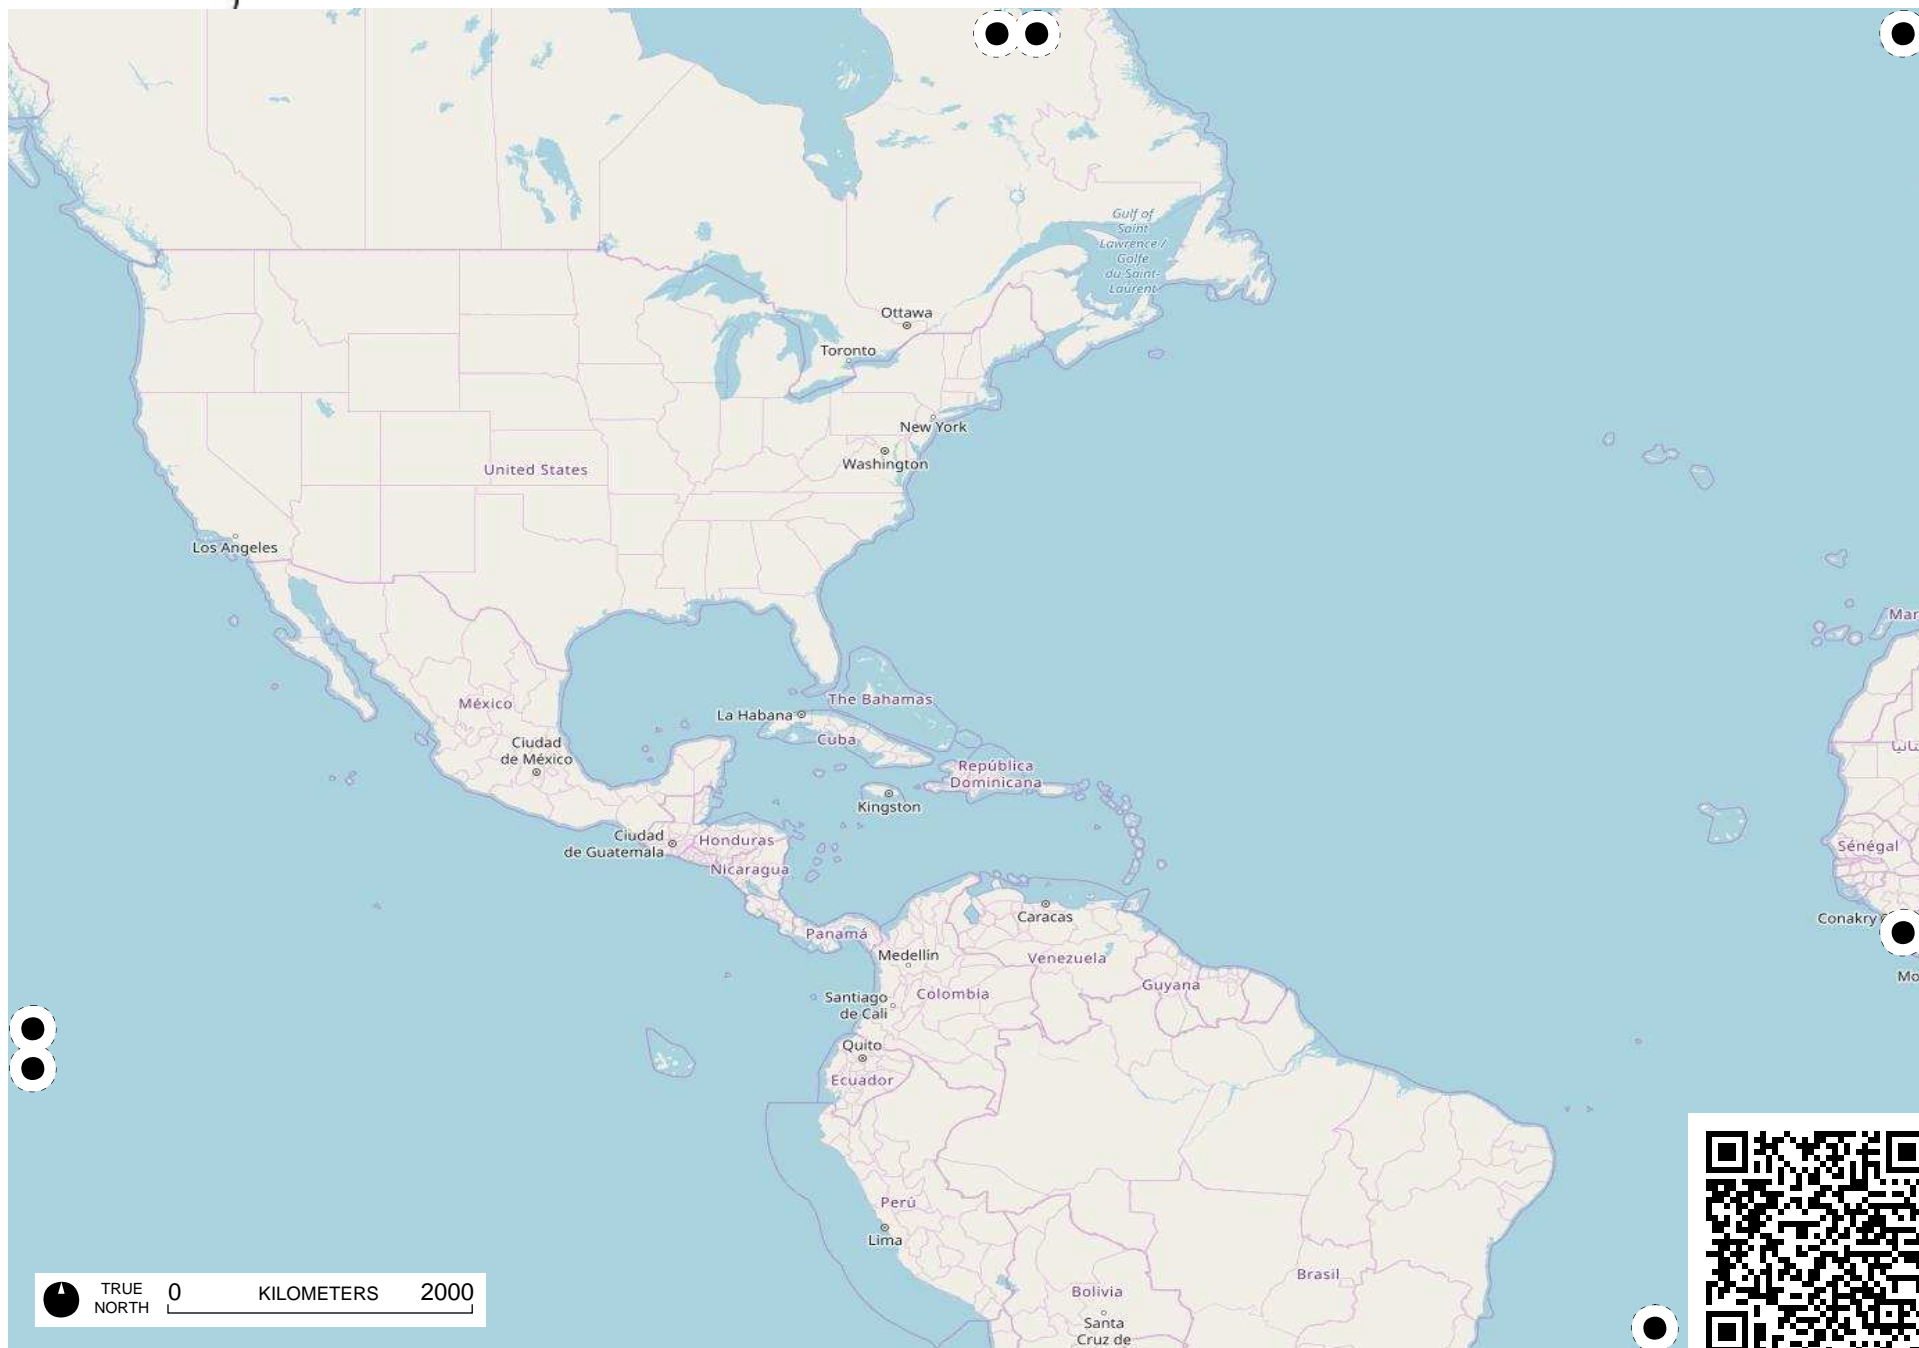 Gulf of
Saint
Lawrence /
Golfe
du Saint-
Laurent
Ottawa
Toronto
New York
Washington
United States
Los Angeles
México
Ciudad
de México
La Habana
The Bahamas
Cuba
República
Dominicana
Kingston
Ciudad
de Guatemala
Honduras
Nicaragua
Panamá
Caracas
Medellín
Venezuela
Guyana
Santiago
de Cali
Colombia
Quito
Ecuador
Perú
Lima
Brasil
Bolivia
Santa
Cruz de
Mar
Sénégal
Conakry
Mo
TRUE
NORTH
0 KILOMETERS 2000